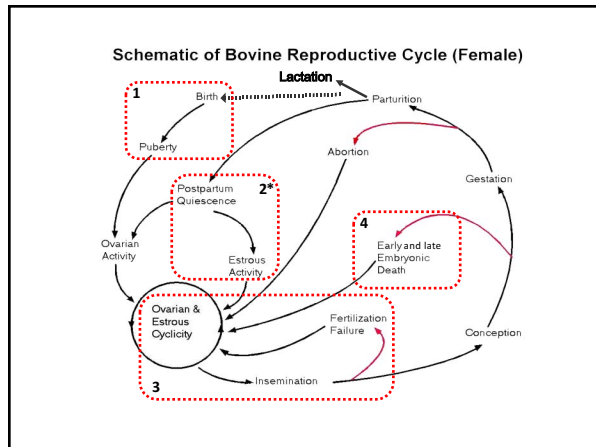 Schematic of Bovine Reproductive Cycle (Female)
Lactation
1
Birth
Parturition
Puberty
Abortion
Postpartum
Quiescence
2*
Gestation
4
Early and late
Embryonic
Death
Ovarian
Activity
Estrous
Activity
Ovarian &
Estrous
Cyclicity
Fertilization
Failure
Conception
3
Insemination